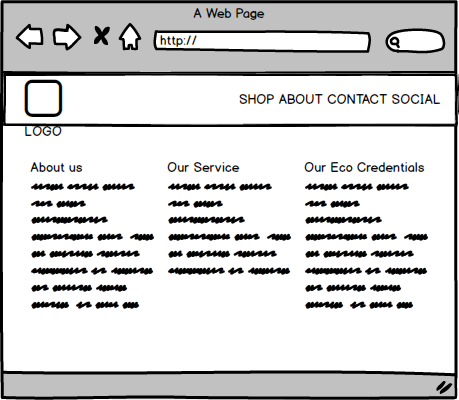 A Web Page
http://
SHOP ABOUT CONTACT SOCIAL
LOGO
About us
Our Service
Our Eco Credentials